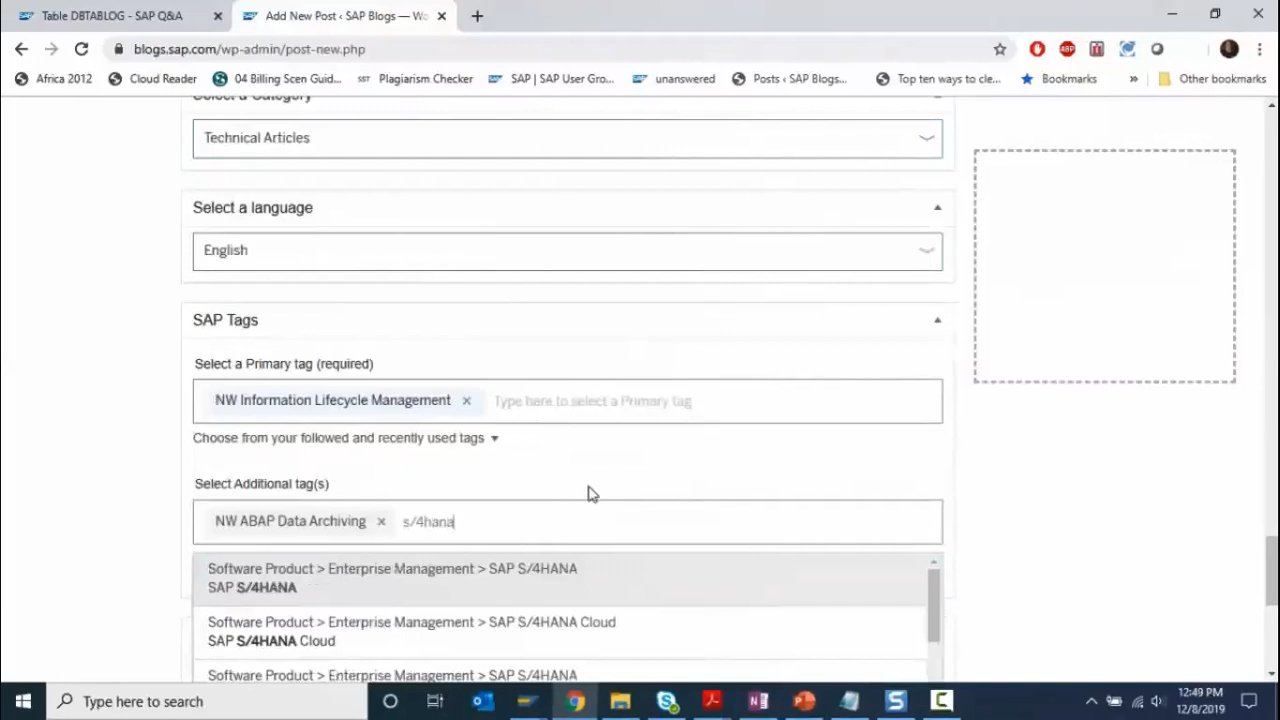 Table DBTABLOG - SAP Q&A
Add New Post ‹ SAP Blogs — Wo
blogs.sap.com/wp-admin/post-new.php
ABP
Africa 2012
Cloud Reader
04 Billing Scen Guid...
SST Plagiarism Checker
SAP | SAP User Gro...
unanswered
Posts ‹ SAP Blogs...
Top ten ways to cle...
Bookmarks
»
Other bookmarks
Select a Category
Technical Articles
Select a language
English
SAP Tags
Select a Primary tag (required)
NW Information Lifecycle Management × Type here to select a Primary tag
Choose from your followed and recently used tags
Select Additional tag(s)
NW ABAP Data Archiving × s/4hana
Software Product > Enterprise Management > SAP S/4HANA
SAP S/4HANA
Software Product > Enterprise Management > SAP S/4HANA Cloud
SAP S/4HANA Cloud
Software Product > Enterprise Management > SAP S/4HANA
Type here to search
12:49 PM
12/8/2019